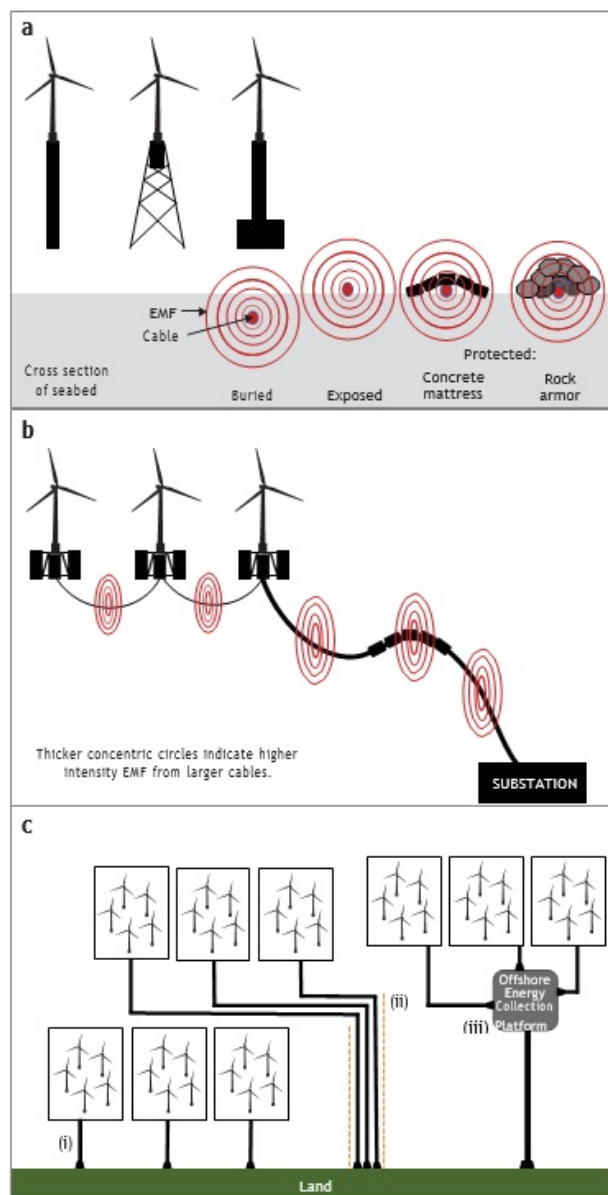 a
EMF
Cable
Cross section
of seabed
Buried
Exposed
Protected:
Concrete
mattress
Rock
armor
b
Thicker concentric circles indicate higher
intensity EMF from larger cables.
SUBSTATION
c
(i)
(ii)
Offshore
Energy
Collection
(iii) Platform
Land